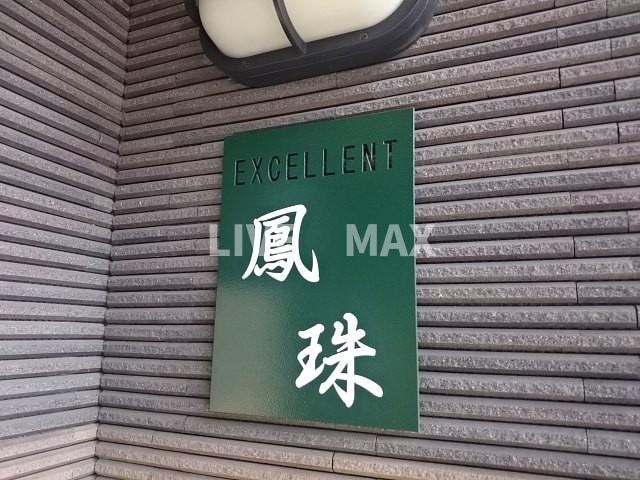 EXCELLENT
鳳
珠
LIV MAX